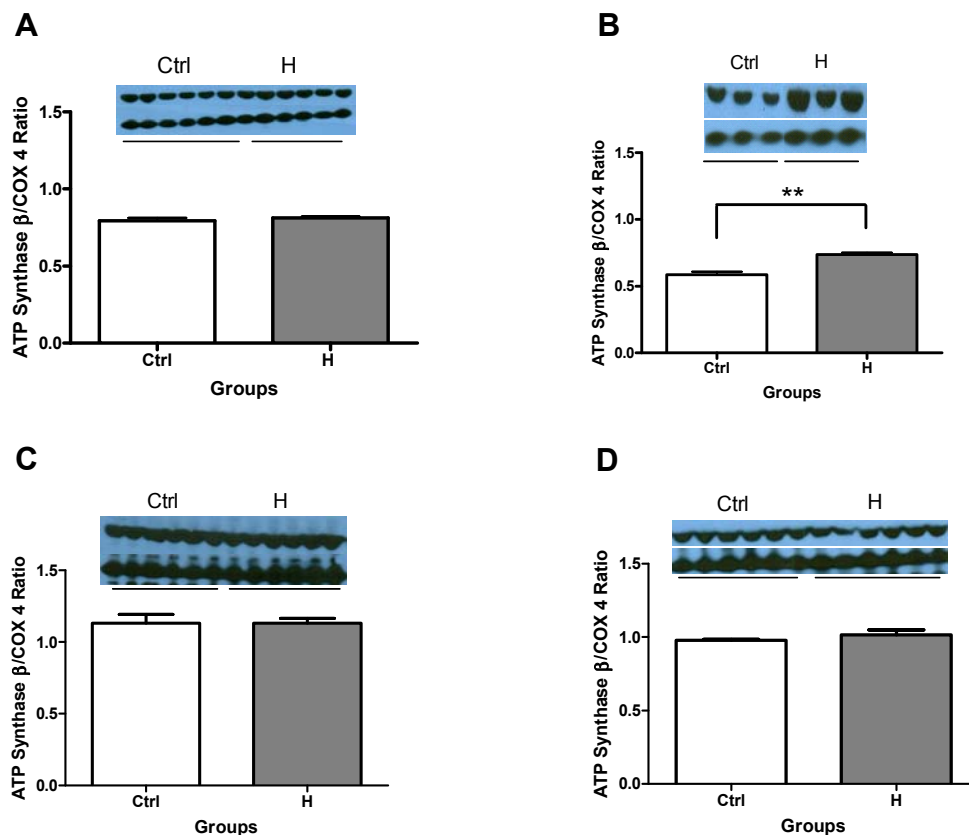 A
Ctrl H
ATP Synthase β/COX 4 Ratio
1.5
1.0
0.5
0.0
Ctrl H
Groups
B
Ctrl H
ATP Synthase β/COX 4 Ratio
1.5
1.0
0.5
0.0
**
Ctrl H
Groups
C
Ctrl H
ATP Synthase β/COX 4 Ratio
1.5
1.0
0.5
0.0
Ctrl H
Groups
D
Ctrl H
ATP Synthase β/COX 4 Ratio
1.5
1.0
0.5
0.0
Ctrl H
Groups